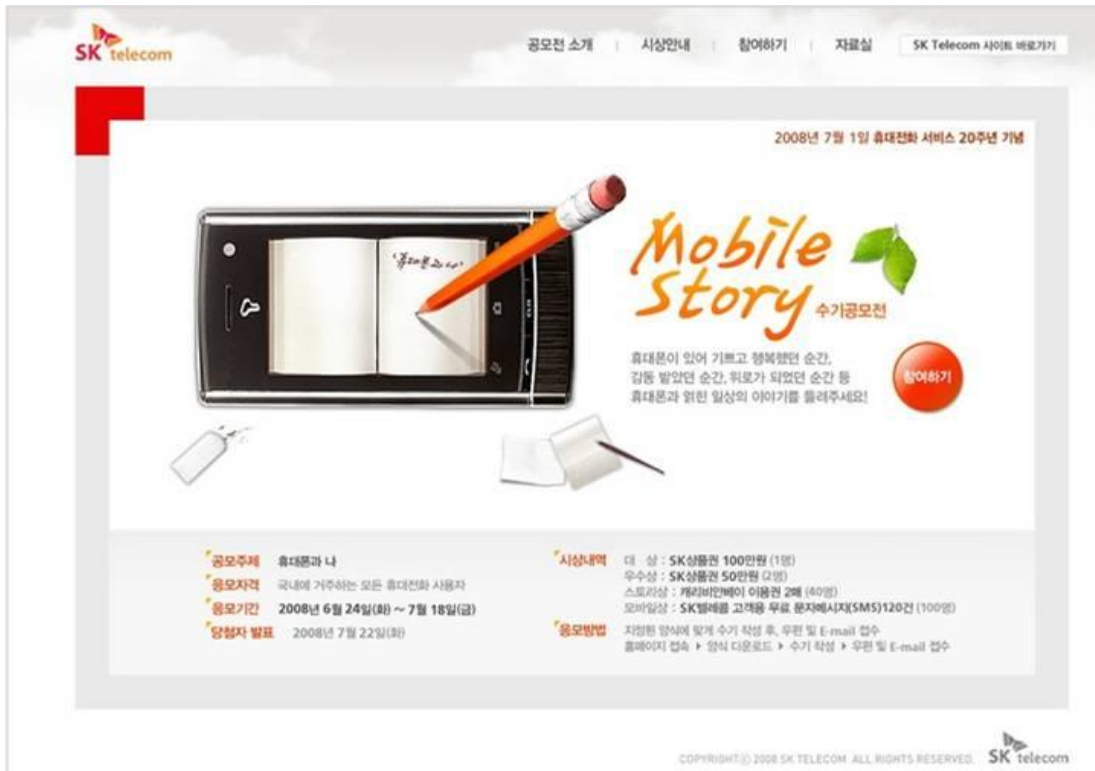 SK telecom
공모전 소개 | 시상안내 | 참여하기 | 자료실
SK Telecom 사이트 바로가기
2008년 7월 1일 휴대전화 서비스 20주년 기념
Mobile
Story 수기공모전
휴대폰이 있어 기쁘고 행복했던 순간,
감동 받았던 순간, 위로가 되었던 순간 등
휴대폰과 얽힌 일상의 이야기를 들려주세요!
참여하기
공모주제 휴대폰과 나
응모자격 국내에 거주하는 모든 휴대전화 사용자
응모기간 2008년 6월 24일(화) ~ 7월 18일(금)
당첨자 발표 2008년 7월 22일(화)
시상내역 대 상 : SK상품권 100만원 (1명)
우수상 : SK상품권 50만원 (2명)
스토리상 : 캐리비안베이 이용권 2매 (40명)
모바일상 : SK텔레콤 고객용 무료 문자메시지(SMS)120건 (100명)
응모방법 지정된 양식에 맞게 수기 작성 후, 우편 및 E-mail 접수
홈페이지 접속 ▶ 양식 다운로드 ▶ 수기 작성 ▶ 우편 및 E-mail 접수
COPYRIGHT ⓒ 2008 SK TELECOM ALL RIGHTS RESERVED.
SK telecom